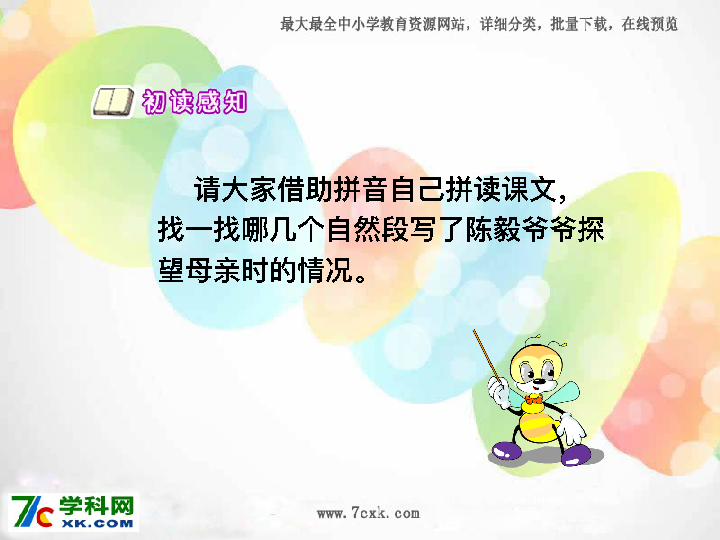 最大最全中小学教育资源网站，详细分类，批量下载，在线预览
初读感知
请大家借助拼音自己拼读课文，
找一找哪几个自然段写了陈毅爷爷探
望母亲时的情况。
学科网
XK.COM
www.7cxk.com